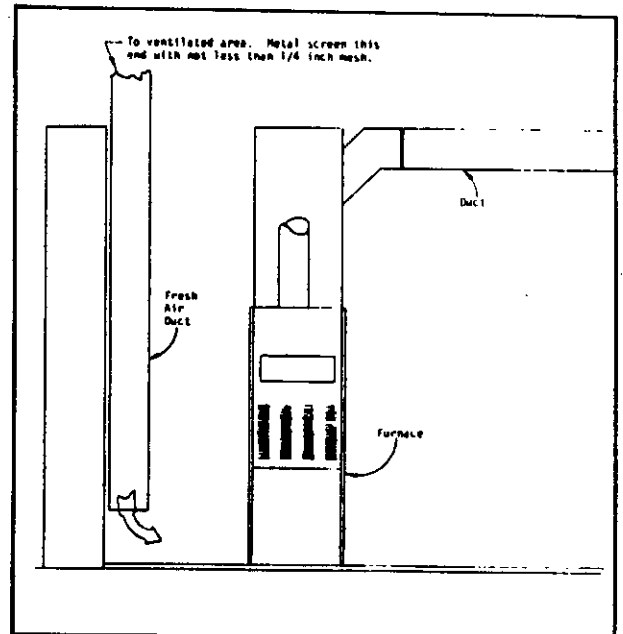 To ventilated area. Metal screen this
end with not less than 1/4 inch mesh.
Duct
Fresh
Air
Duct
Furnace